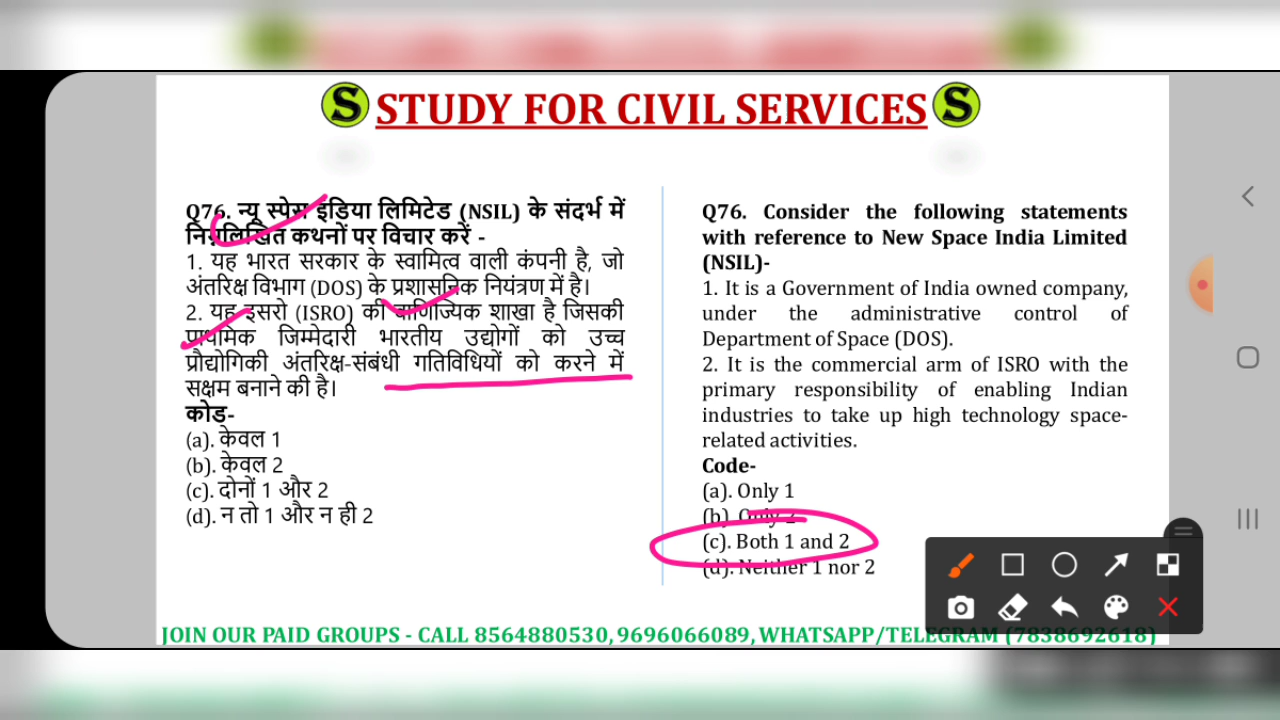 S STUDY FOR CIVIL SERVICES S
Q76. न्यू स्पेस इंडिया लिमिटेड (NSIL) के संदर्भ में
निम्नलिखित कथनों पर विचार करें -
1. यह भारत सरकार के स्वामित्व वाली कंपनी है, जो
अंतरिक्ष विभाग (DOS) के प्रशासनिक नियंत्रण में है।
2. यह इसरो (ISRO) की वाणिज्यिक शाखा है जिसकी
प्राथमिक जिम्मेदारी भारतीय उद्योगों को उच्च
प्रौद्योगिकी अंतरिक्ष-संबंधी गतिविधियों को करने में
सक्षम बनाने की है।
कोड-
(a). केवल 1
(b). केवल 2
(c). दोनों 1 और 2
(d). न तो 1 और न ही 2
Q76. Consider the following statements
with reference to New Space India Limited
(NSIL)-
1. It is a Government of India owned company,
under the administrative control of
Department of Space (DOS).
2. It is the commercial arm of ISRO with the
primary responsibility of enabling Indian
industries to take up high technology space-
related activities.
Code-
(a). Only 1
(b). Only 2
(c). Both 1 and 2
(d). Neither 1 nor 2
JOIN OUR PAID GROUPS - CALL 8564880530, 9696066089, WHATSAPP/TELEGRAM (7838692618)